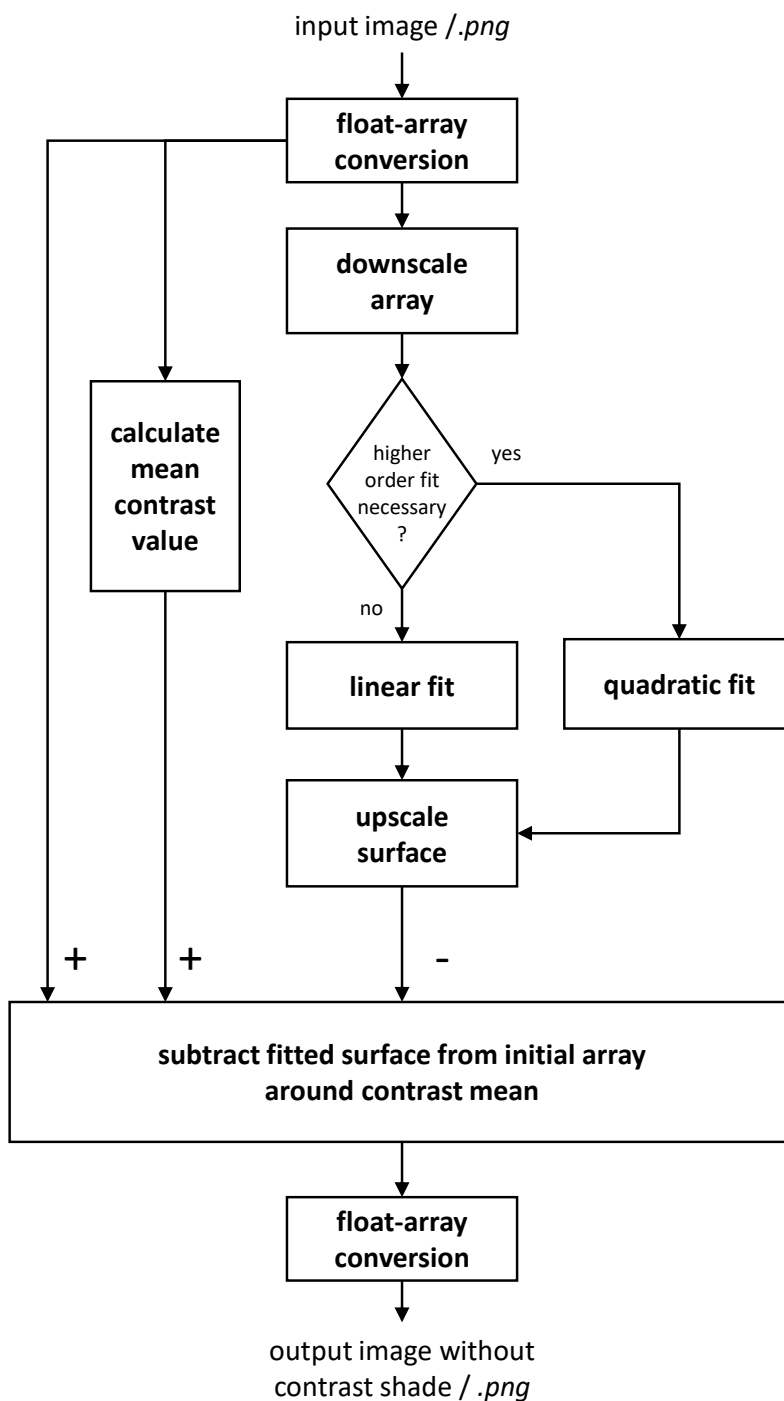 input image /.png
float-array
conversion
downscale
array
calculate
mean
contrast
value
higher
order fit
necessary
?
yes
no
linear fit
quadratic fit
upscale
surface
+
+
-
subtract fitted surface from initial array
around contrast mean
float-array
conversion
output image without
contrast shade / .png